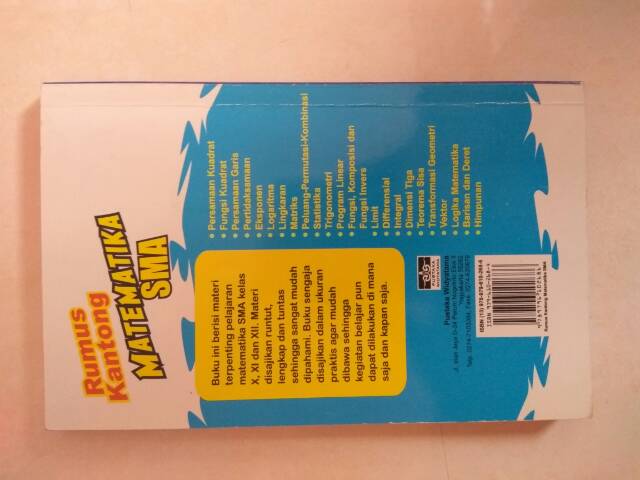 Rumus
Kantong
MATEMATIKA
SMA
Buku ini berisi materi
terpenting pelajaran
matematika SMA kelas
X, XI dan XII. Materi
disajikan runtut,
lengkap dan tuntas
sehingga sangat mudah
dipahami. Buku sengaja
disajikan dalam ukuran
praktis agar mudah
dibawa sehingga
kegiatan belajar pun
dapat dilakukan di mana
saja dan kapan saja.
• Persamaan Kuadrat
• Fungsi Kuadrat
• Persamaan Garis
• Pertidaksamaan
• Eksponen
• Logaritma
• Lingkaran
• Matriks
• Peluang-Permutasi-Kombinasi
• Statistika
• Trigonometri
• Program Linear
• Fungsi, Komposisi dan
Fungsi Invers
• Limit
• Differensial
• Integral
• Dimensi Tiga
• Teorema Sisa
• Transformasi Geometri
• Vektor
• Logika Matematika
• Barisan dan Deret
• Himpunan
PUSTAKA
WIDYATAMA
Pustaka Widyatama